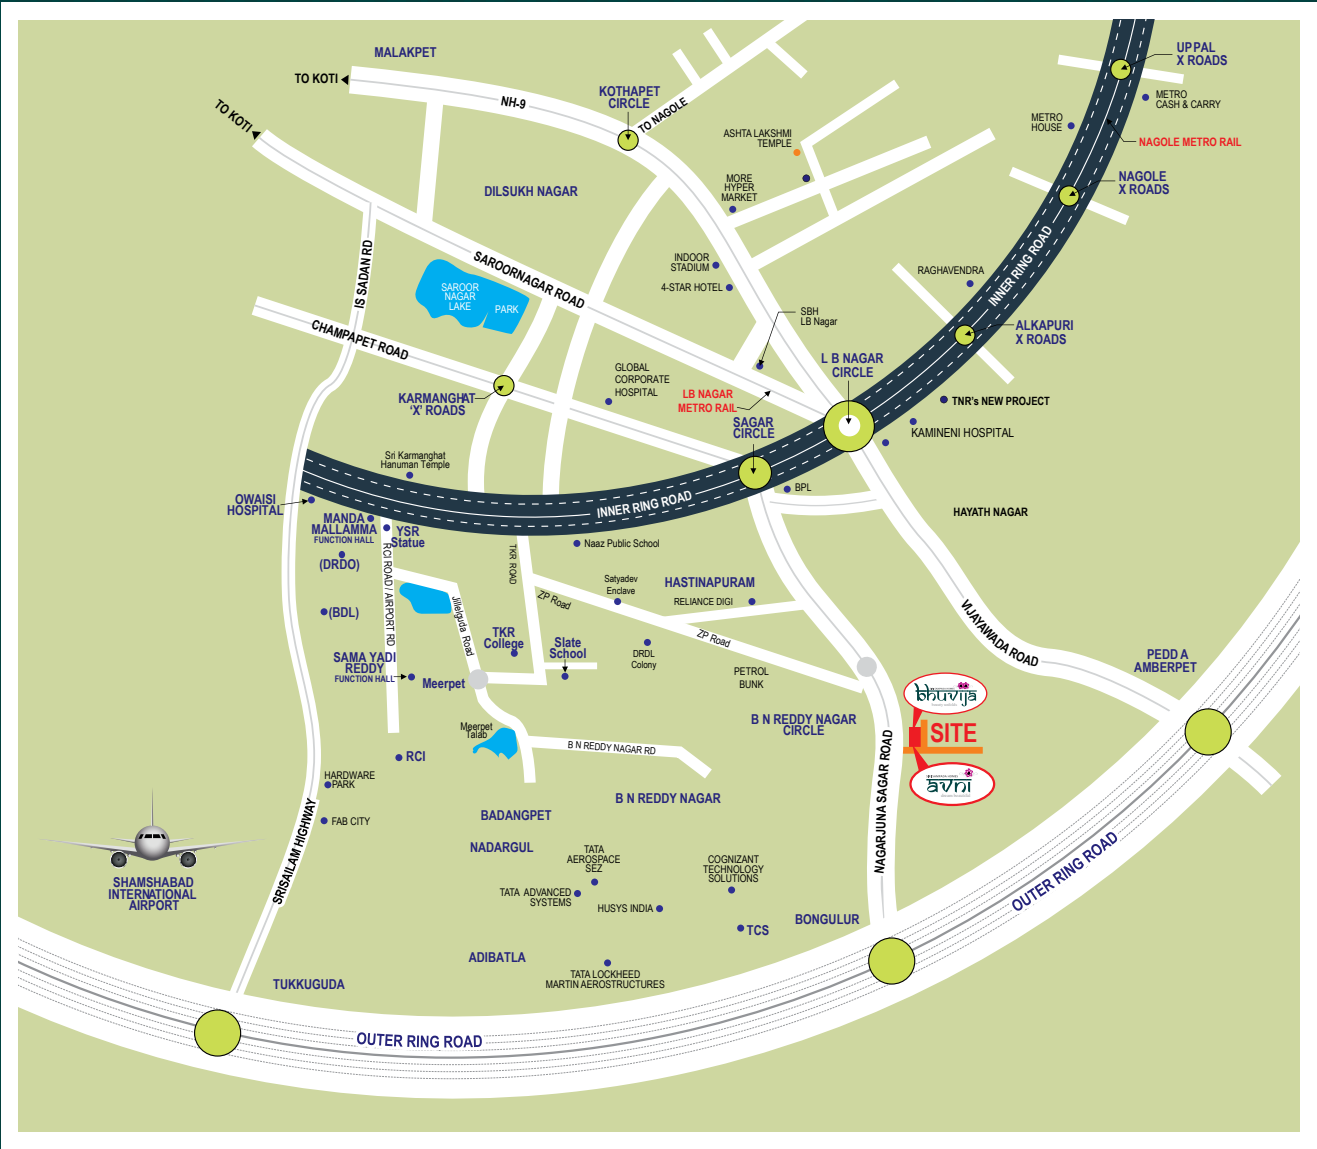 MALAKPET
TO KOTI
NH-9
TO KOTI
KOTHAPET
CIRCLE
TO NAGOLE
UPPAL
X ROADS
METRO
CASH & CARRY
METRO
HOUSE
NAGOLE METRO RAIL
ASHTA LAKSHMI
TEMPLE
MORE
HYPER
MARKET
NAGOLE
X ROADS
DILSUKH NAGAR
IS SADAN RD
SAROORNAGAR ROAD
INDOOR
STADIUM
4-STAR HOTEL
RAGHAVENDRA
INNER RING ROAD
SAROOR
NAGAR
LAKE
PARK
SBH
LB Nagar
ALKAPURI
X ROADS
CHAMPAPET ROAD
L B NAGAR
CIRCLE
GLOBAL
CORPORATE
HOSPITAL
KARMANGHAT
'X' ROADS
LB NAGAR
METRO RAIL
TNR's NEW PROJECT
SAGAR
CIRCLE
KAMINENI HOSPITAL
Sri Karmanghat
Hanuman Temple
BPL
OWAISI
HOSPITAL
INNER RING ROAD
HAYATH NAGAR
MANDA
MALLAMMA
FUNCTION HALL
YSR
Statue
(DRDO)
RCI ROAD / AIRPORT RD
TKR ROAD
Naaz Public School
Satyadev
Enclave
HASTINAPURAM
RELIANCE DIGI
ZP Road
(BDL)
Jillelguda Road
TKR
College
Slate
School
ZP Road
DRDL
Colony
VIJAYAWADA ROAD
SAMA YADI
REDDY
FUNCTION HALL
Meerpet
PETROL
BUNK
PEDD A
AMBERPET
bhuvija
B N REDDY NAGAR
CIRCLE
SITE
Meerpet
Talab
B N REDDY NAGAR RD
RCI
NAGARJUNA SAGAR ROAD
avni
HARDWARE
PARK
B N REDDY NAGAR
FAB CITY
BADANGPET
SRISAILAM HIGHWAY
NADARGUL
TATA
AEROSPACE
SEZ
COGNIZANT
TECHNOLOGY
SOLUTIONS
SHAMSHABAD
INTERNATIONAL
AIRPORT
TATA ADVANCED
SYSTEMS
HUSYS INDIA
OUTER RING ROAD
BONGULUR
TCS
ADIBATLA
TATA LOCKHEED
MARTIN AEROSTRUCTURES
TUKKUGUDA
OUTER RING ROAD